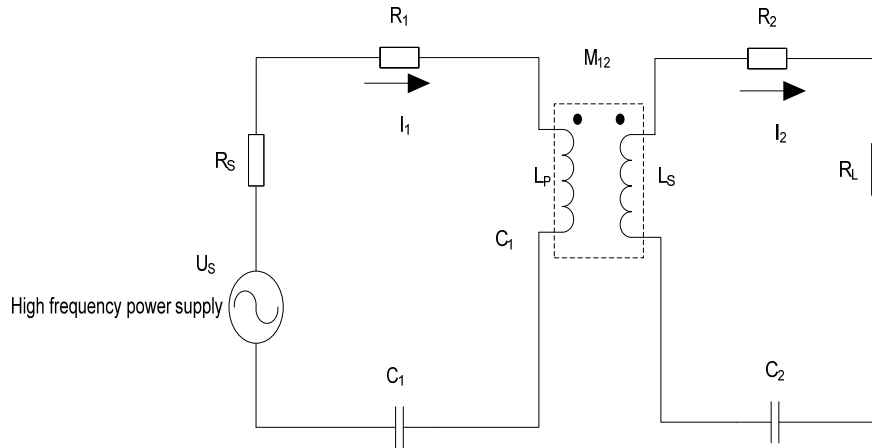 R1
R2
M12
I1
I2
RS
LP
LS
RL
C1
US
High frequency power supply
C1
C2